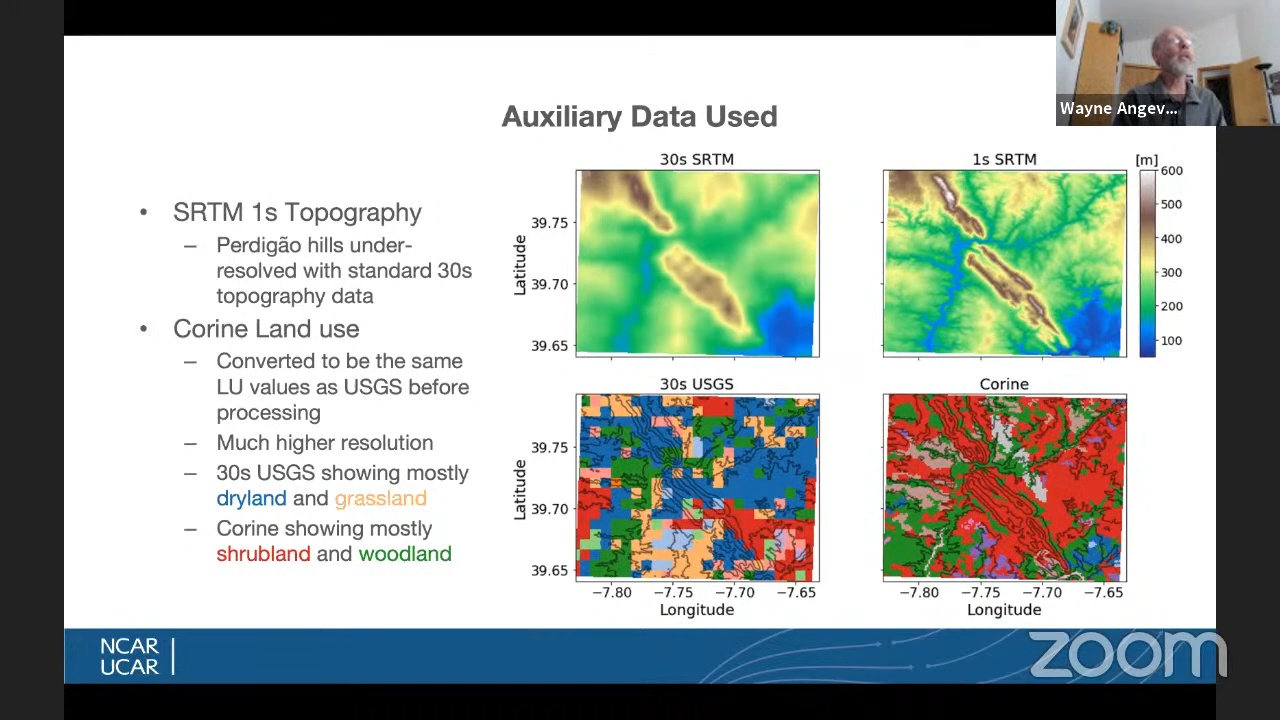 Wayne Angev...
Auxiliary Data Used
• SRTM 1s Topography
– Perdigão hills under-
resolved with standard 30s
topography data
• Corine Land use
– Converted to be the same
LU values as USGS before
processing
– Much higher resolution
– 30s USGS showing mostly
dryland and grassland
– Corine showing mostly
shrubland and woodland
30s SRTM
Latitude
39.75
39.70
39.65
1s SRTM
[m]
600
500
400
300
200
100
30s USGS
Latitude
39.75
39.70
39.65
−7.80 −7.75 −7.70 −7.65
Longitude
Corine
−7.80 −7.75 −7.70 −7.65
Longitude
NCAR
UCAR
zoom